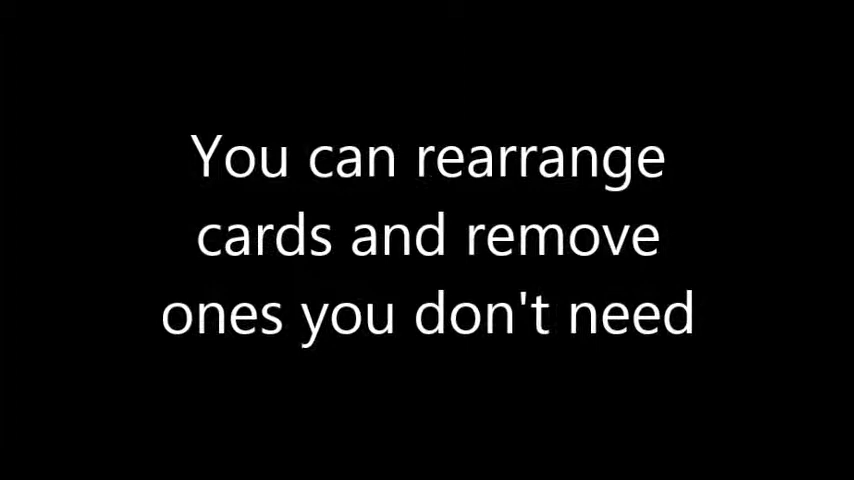 You can rearrange
cards and remove
ones you don't need